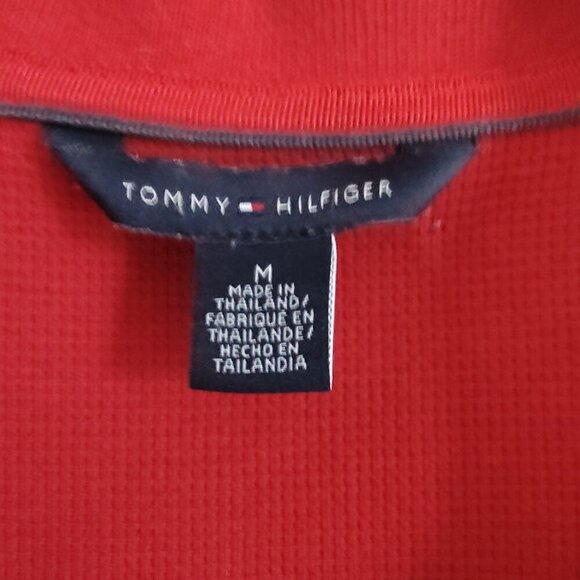 TOMMY HILFIGER
M
MADE IN
THAILAND/
FABRIQUÉ EN
THAILANDE/
HECHO EN
TAILANDIA